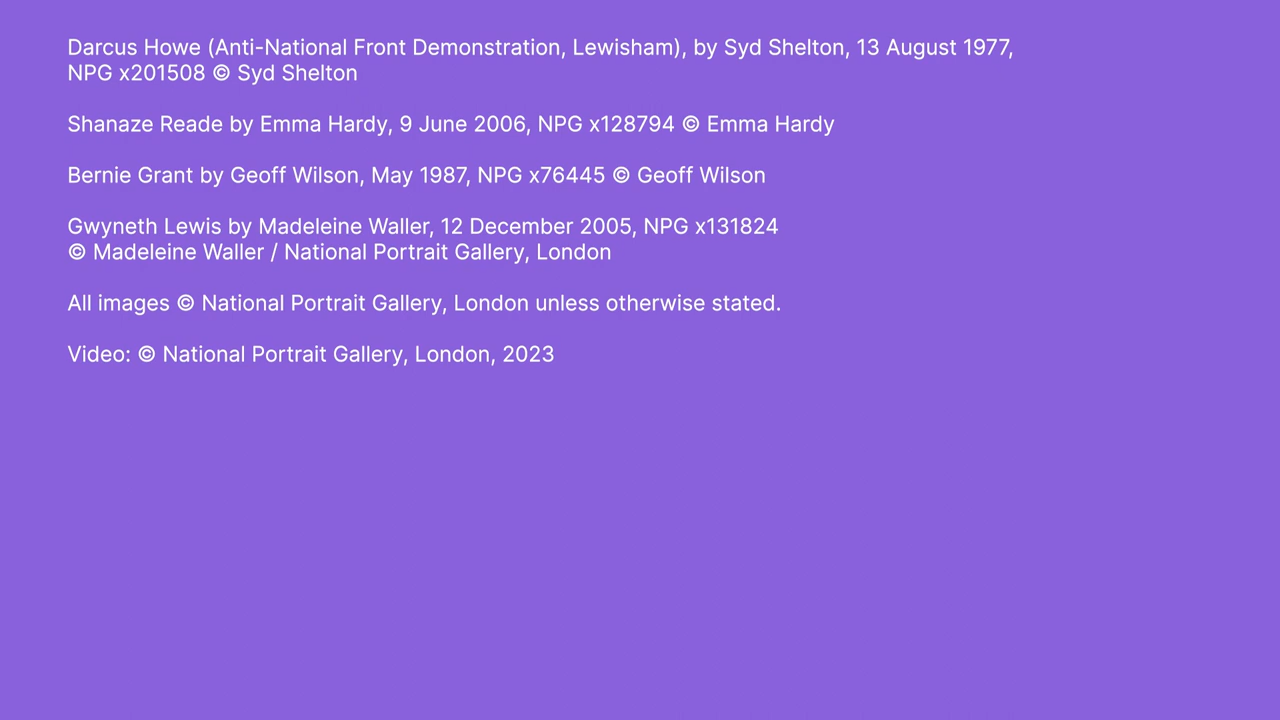 Darcus Howe (Anti-National Front Demonstration, Lewisham), by Syd Shelton, 13 August 1977,
NPG x201508 © Syd Shelton
Shanaze Reade by Emma Hardy, 9 June 2006, NPG x128794 © Emma Hardy
Bernie Grant by Geoff Wilson, May 1987, NPG x76445 © Geoff Wilson
Gwyneth Lewis by Madeleine Waller, 12 December 2005, NPG x131824
© Madeleine Waller / National Portrait Gallery, London
All images © National Portrait Gallery, London unless otherwise stated.
Video: © National Portrait Gallery, London, 2023